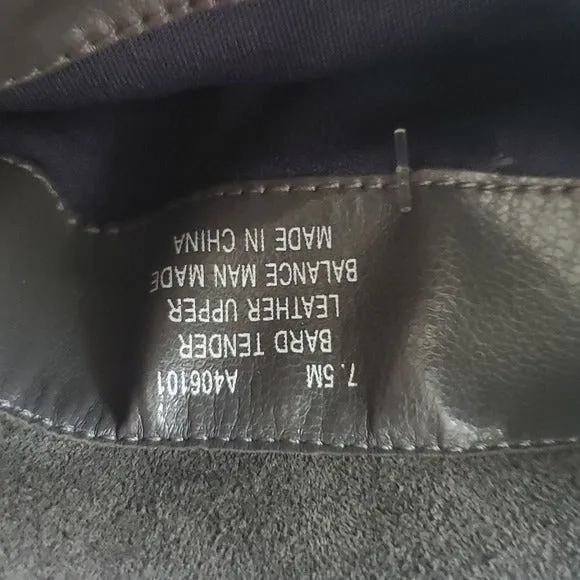 7.5M A406101
BARD TENDER
LEATHER UPPER
BALANCE MAN MADE
MADE IN CHINA